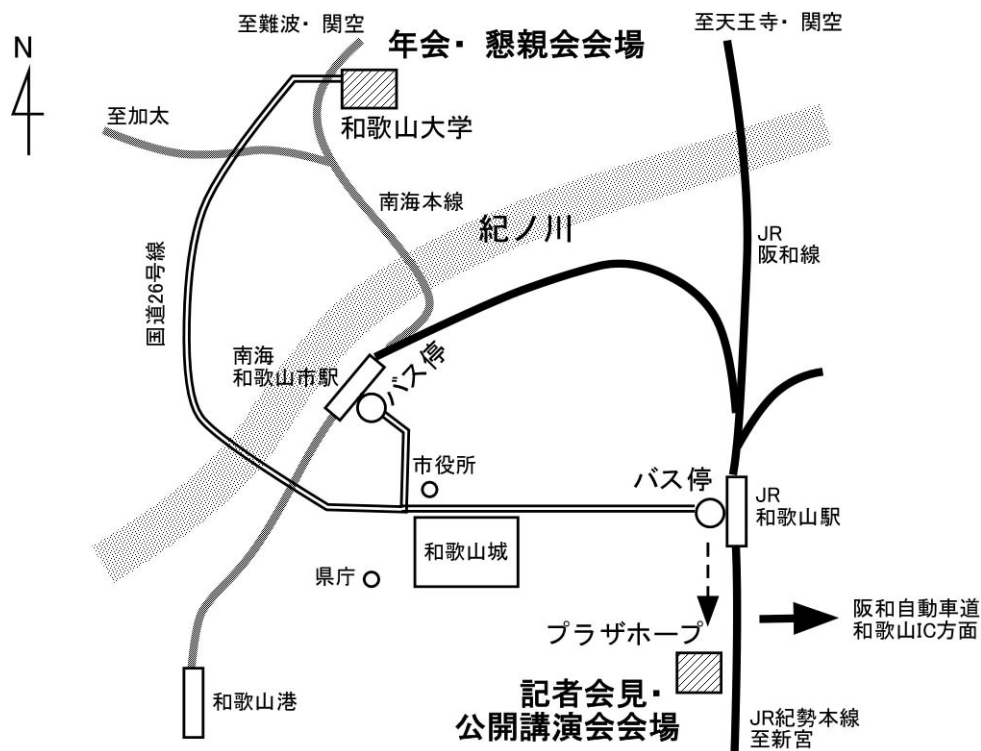 至難波・関空
至天王寺・関空
N
年会・懇親会会場
至加太
和歌山大学
南海本線
紀ノ川
JR
阪和線
国道26号線
南海
和歌山市駅
バス停
市役所
バス停
JR
和歌山駅
和歌山城
県庁
プラザホープ
阪和自動車道
和歌山IC方面
和歌山港
記者会見・
公開講演会会場
JR紀勢本線
至新宮